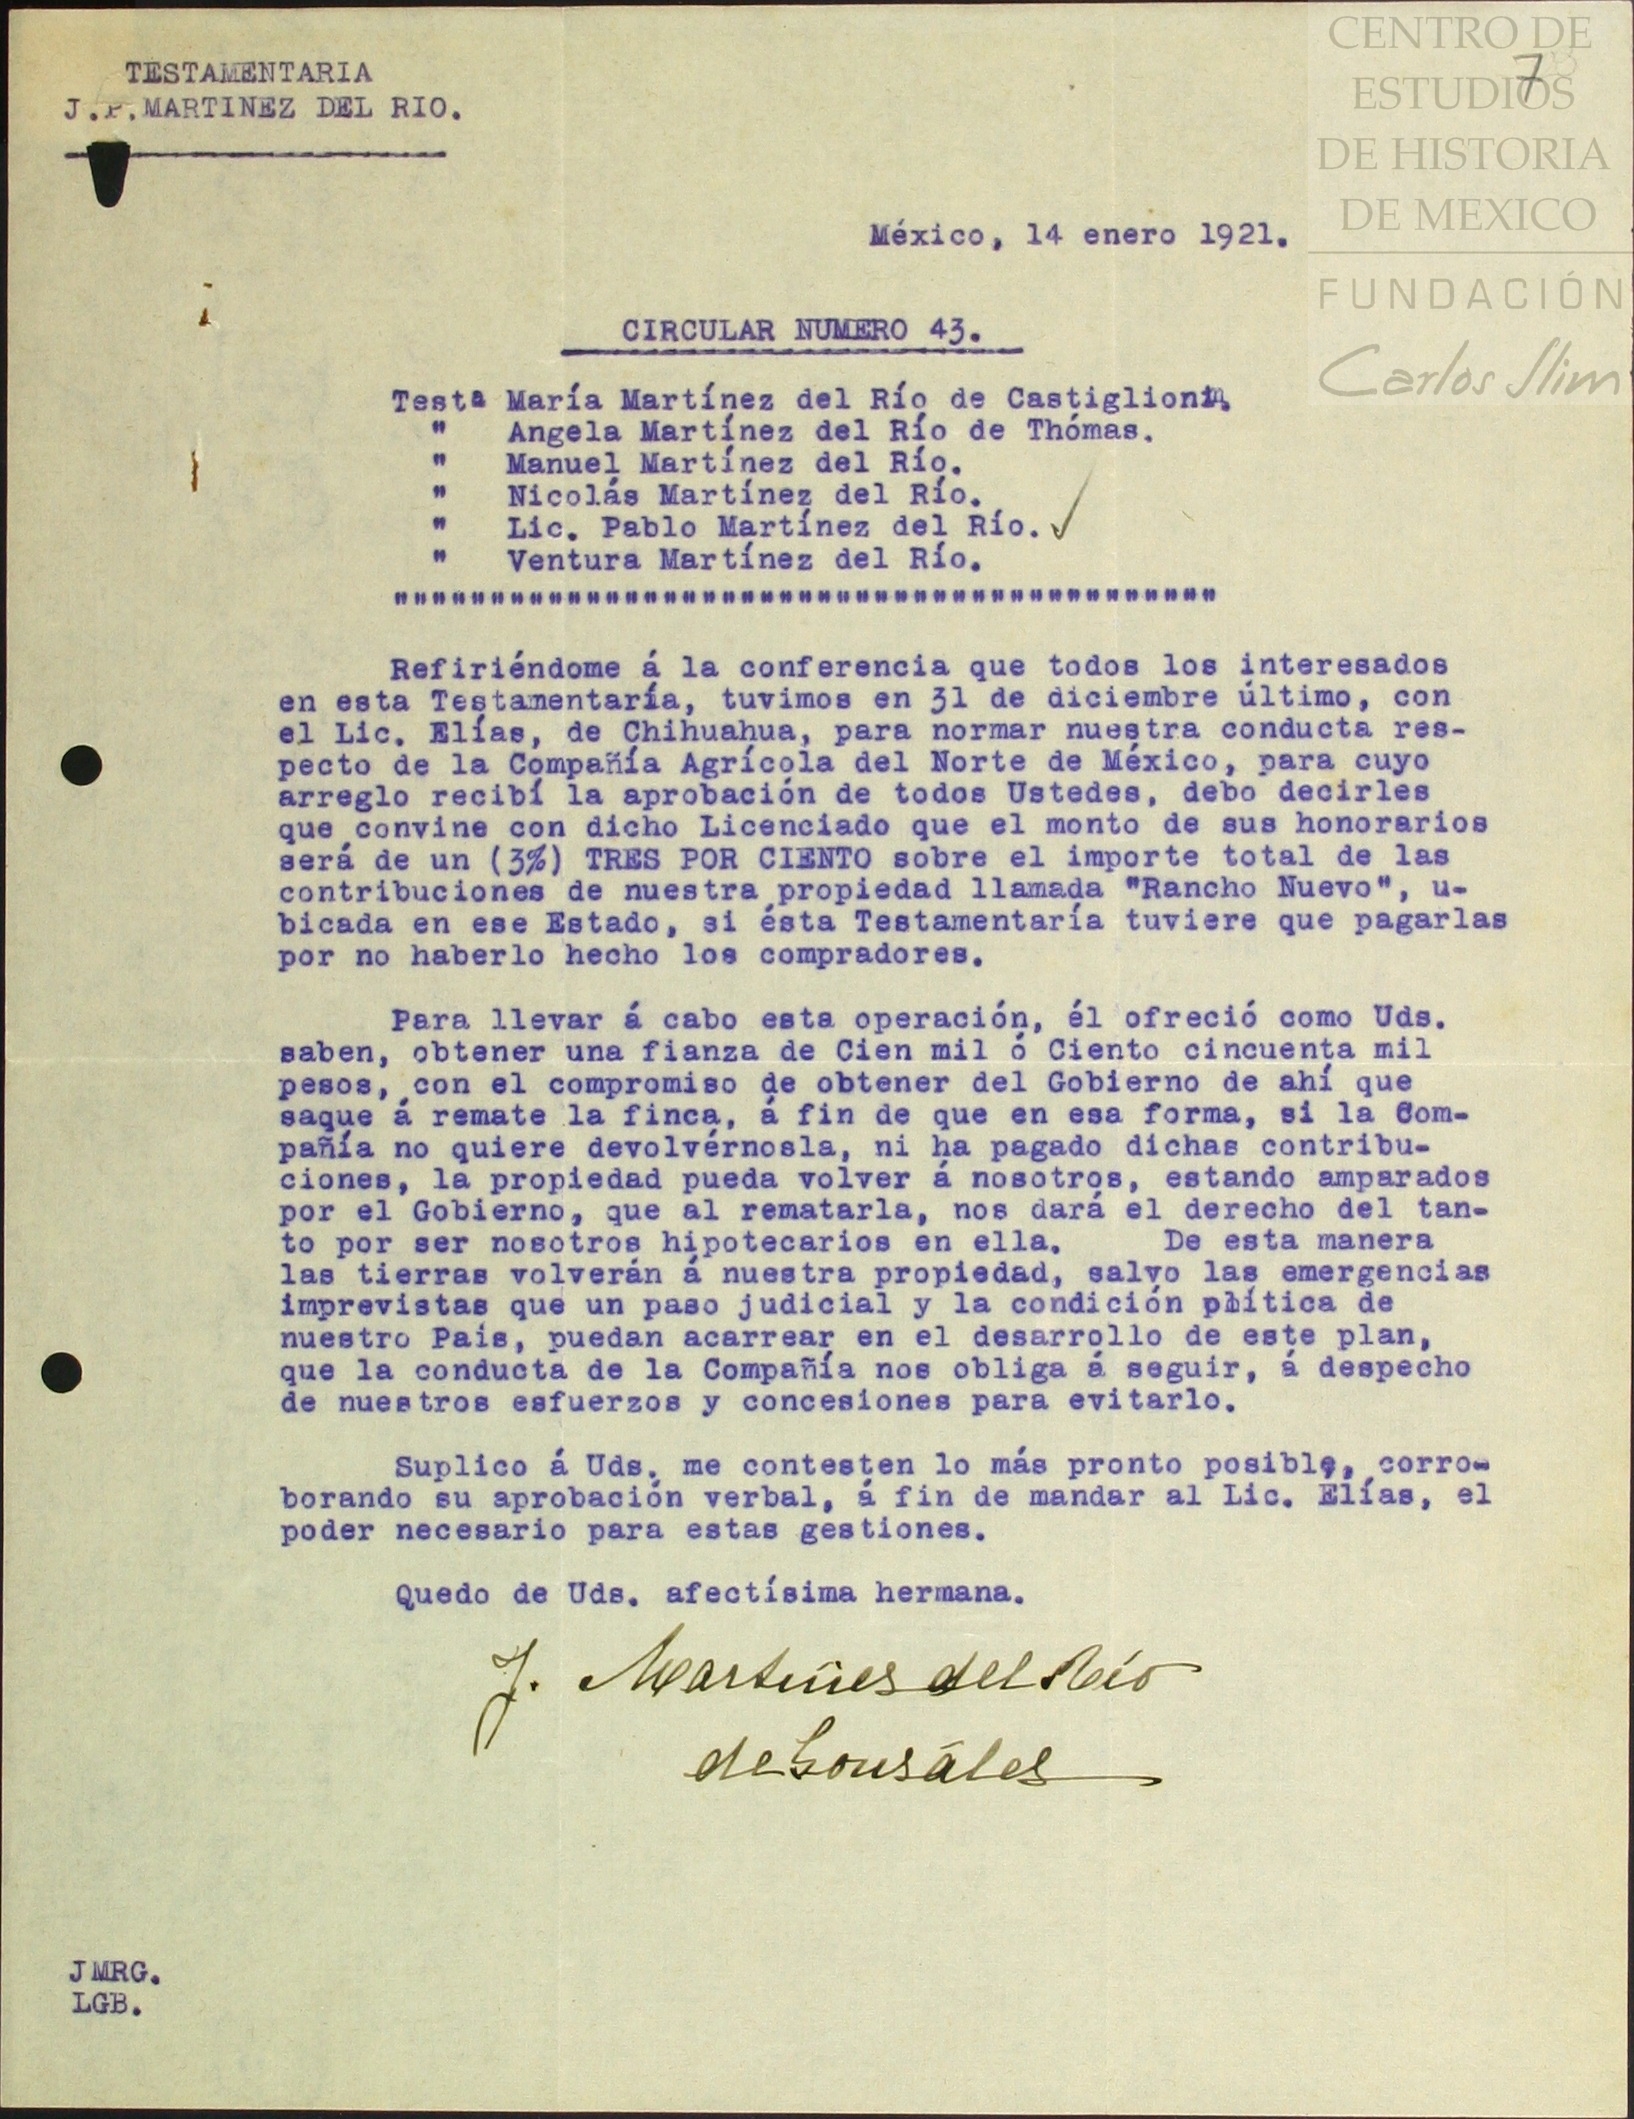 TESTAMENTARIA
J.P.MARTINEZ DEL RIO.
CENTRO DE
ESTUDIOS
DE HISTORIA
DE MEXICO
FUNDACIÓN
Carlos Slim
7
México, 14 enero 1921.
CIRCULAR NUMERO 43.
Testª María Martínez del Río de Castiglioni.
" Angela Martínez del Río de Thómas.
" Manuel Martínez del Río.
" Nicolás Martínez del Río.
" Lic. Pablo Martínez del Río. ✓
" Ventura Martínez del Río.
"""""""""""""""""""""""""""""""""""""""""""
Refiriéndome á la conferencia que todos los interesados
en esta Testamentaría, tuvimos en 31 de diciembre último, con
el Lic. Elías, de Chihuahua, para normar nuestra conducta res-
pecto de la Compañía Agrícola del Norte de México, para cuyo
arreglo recibí la aprobación de todos Ustedes, debo decirles
que convine con dicho Licenciado que el monto de sus honorarios
será de un (3%) TRES POR CIENTO sobre el importe total de las
contribuciones de nuestra propiedad llamada "Rancho Nuevo", u-
bicada en ese Estado, si ésta Testamentaría tuviere que pagarlas
por no haberlo hecho los compradores.
Para llevar á cabo esta operación, él ofreció como Uds.
saben, obtener una fianza de Cien mil ó Ciento cincuenta mil
pesos, con el compromiso de obtener del Gobierno de ahí que
saque á remate la finca, á fin de que en esa forma, si la Com-
pañía no quiere devolvérnosla, ni ha pagado dichas contribu-
ciones, la propiedad pueda volver á nosotros, estando amparados
por el Gobierno, que al rematarla, nos dará el derecho del tan-
to por ser nosotros hipotecarios en ella. De esta manera
las tierras volverán á nuestra propiedad, salvo las emergencias
imprevistas que un paso judicial y la condición plítica de
nuestro País, puedan acarrear en el desarrollo de este plan,
que la conducta de la Compañía nos obliga á seguir, á despecho
de nuestros esfuerzos y concesiones para evitarlo.
Suplico á Uds. me contesten lo más pronto posible, corro-
borando su aprobación verbal, á fin de mandar al Lic. Elías, el
poder necesario para estas gestiones.
Quedo de Uds. afectísima hermana.
J. Martínes del Río
de Gonsáles
JMRG.
LGB.